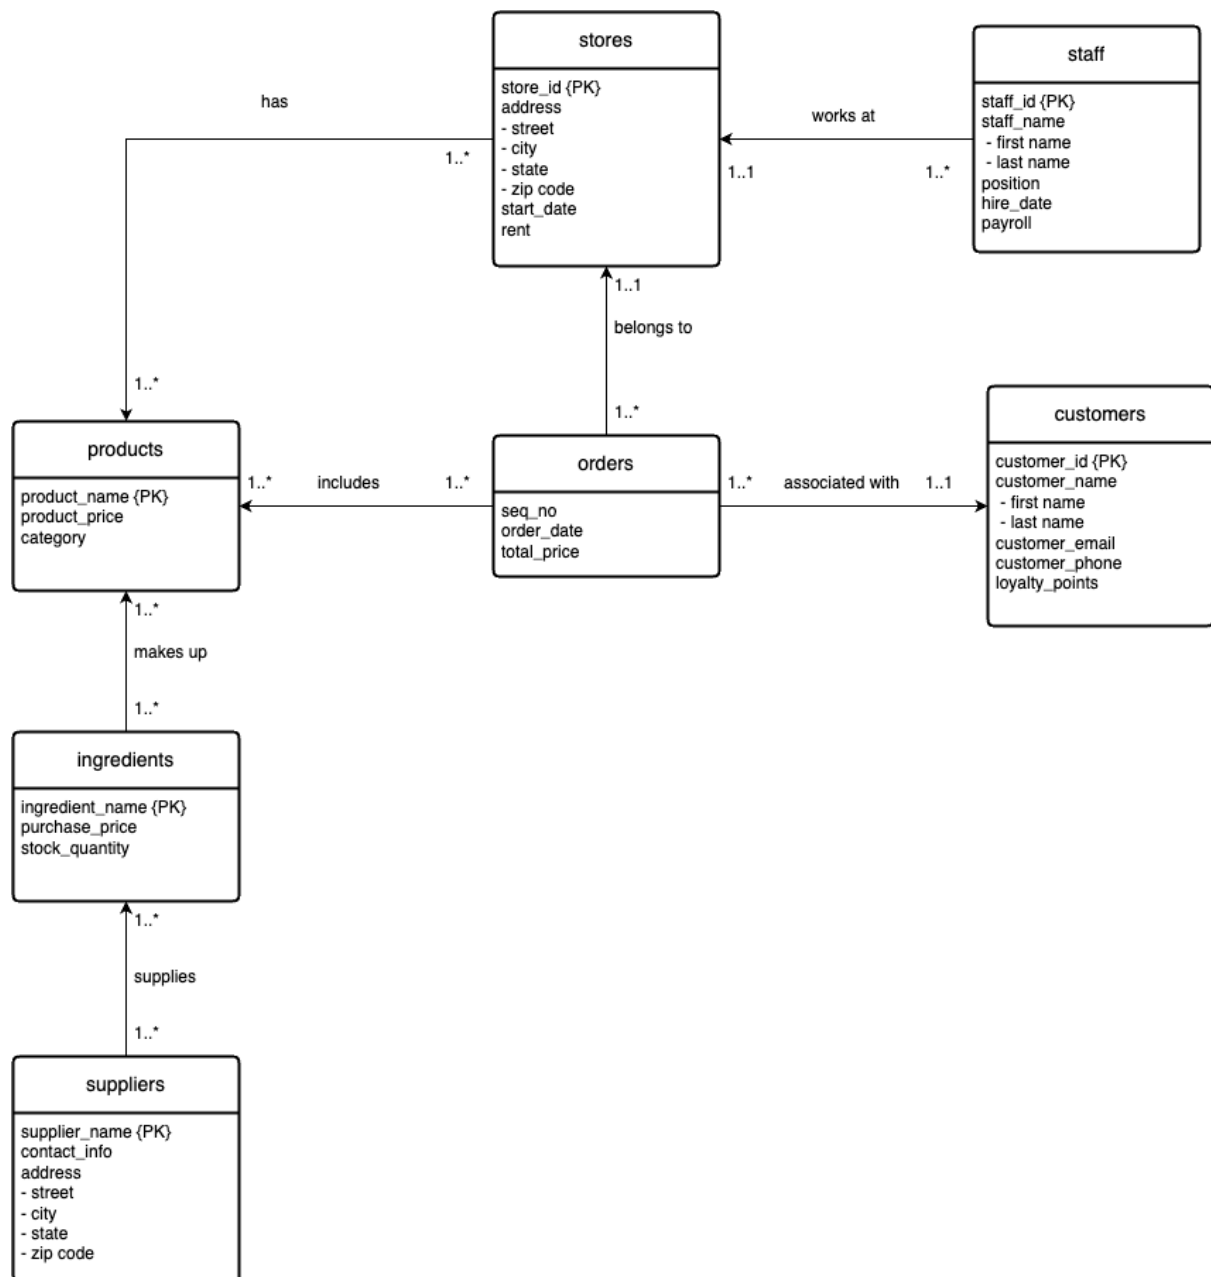 stores
store_id {PK}
address
- street
- city
- state
- zip code
start_date
rent
staff
staff_id {PK}
staff_name
- first name
- last name
position
hire_date
payroll
has
1..*
1..*
works at
1..1
1..*
1..1
belongs to
1..*
products
product_name {PK}
product_price
category
1..*
includes
1..*
orders
seq_no
order_date
total_price
1..*
associated with
1..1
customers
customer_id {PK}
customer_name
- first name
- last name
customer_email
customer_phone
loyalty_points
1..*
makes up
1..*
ingredients
ingredient_name {PK}
purchase_price
stock_quantity
1..*
supplies
1..*
suppliers
supplier_name {PK}
contact_info
address
- street
- city
- state
- zip code